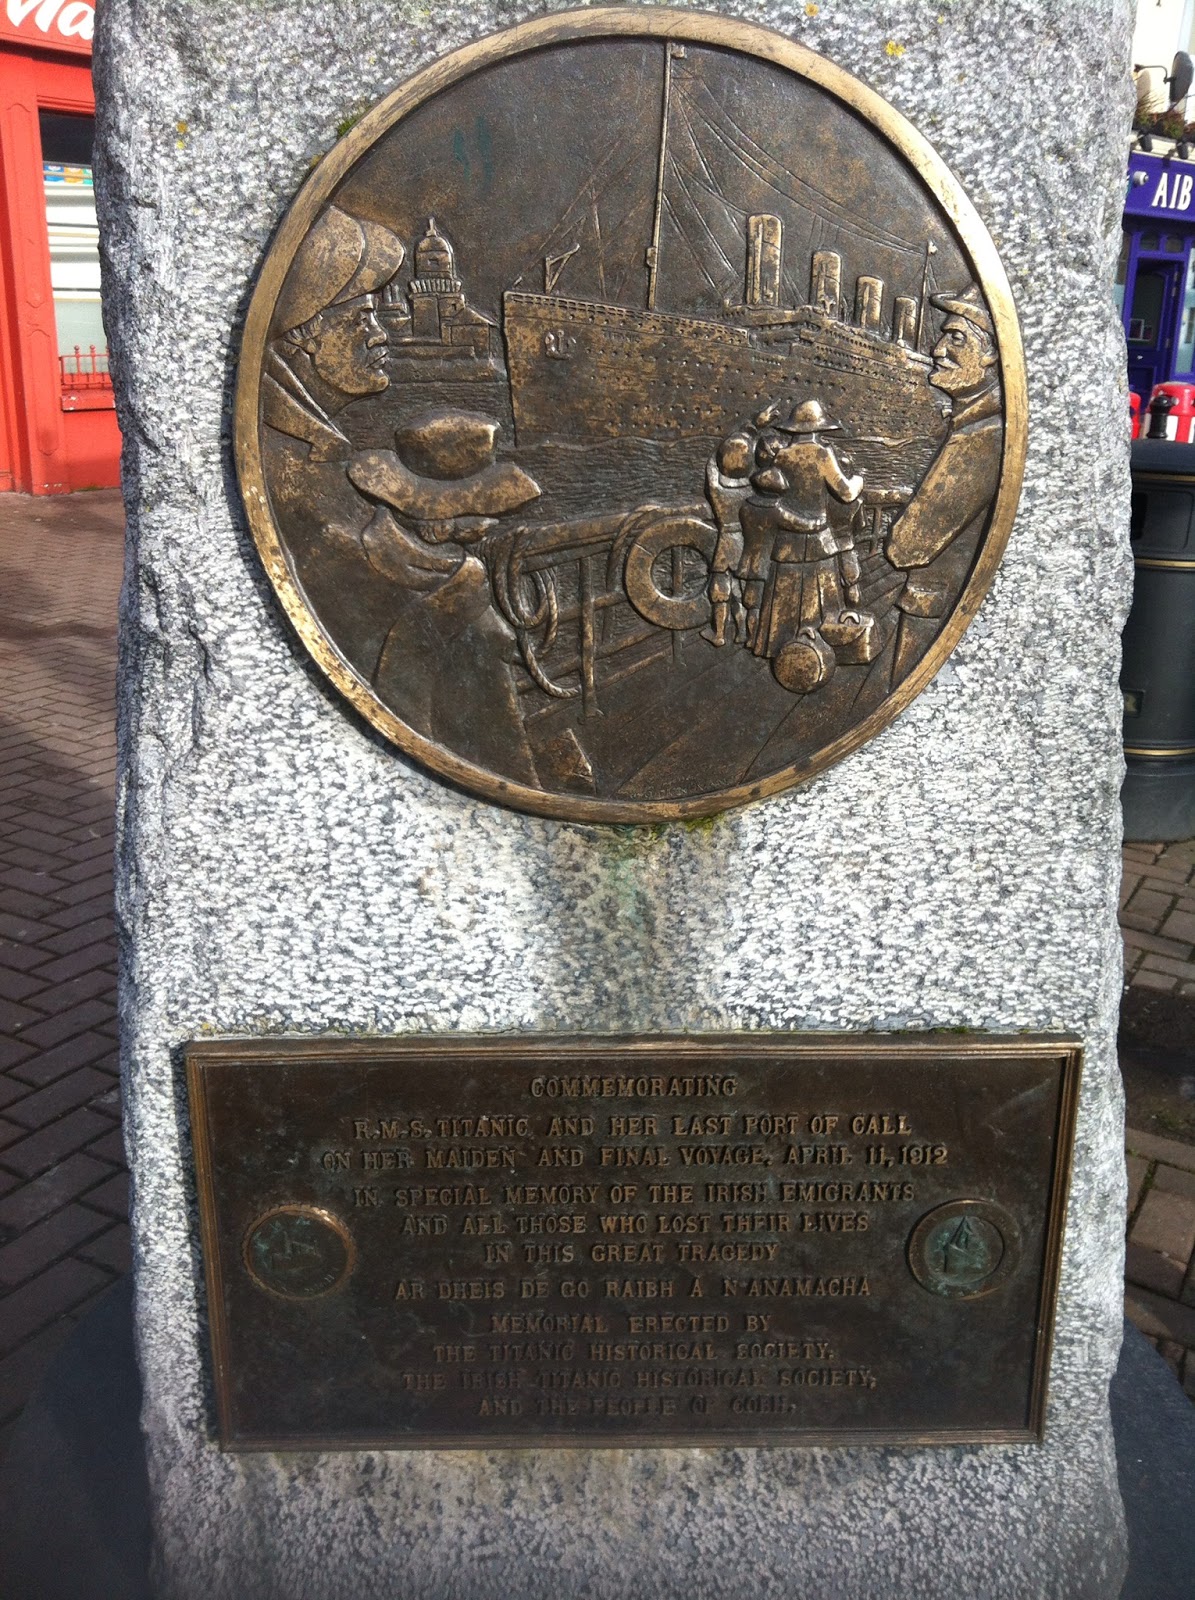 Ma
AIB
COMMEMORATING
R.M.S. TITANIC AND HER LAST PORT OF CALL
ON HER MAIDEN AND FINAL VOYAGE, APRIL 11, 1912
IN SPECIAL MEMORY OF THE IRISH EMIGRANTS
AND ALL THOSE WHO LOST THEIR LIVES
IN THIS GREAT TRAGEDY
AR DHEIS DE GO RAIBH A N'ANAMACHA
MEMORIAL ERECTED BY
THE TITANIC HISTORICAL SOCIETY,
THE IRISH TITANIC HISTORICAL SOCIETY,
AND THE PEOPLE OF COBH.